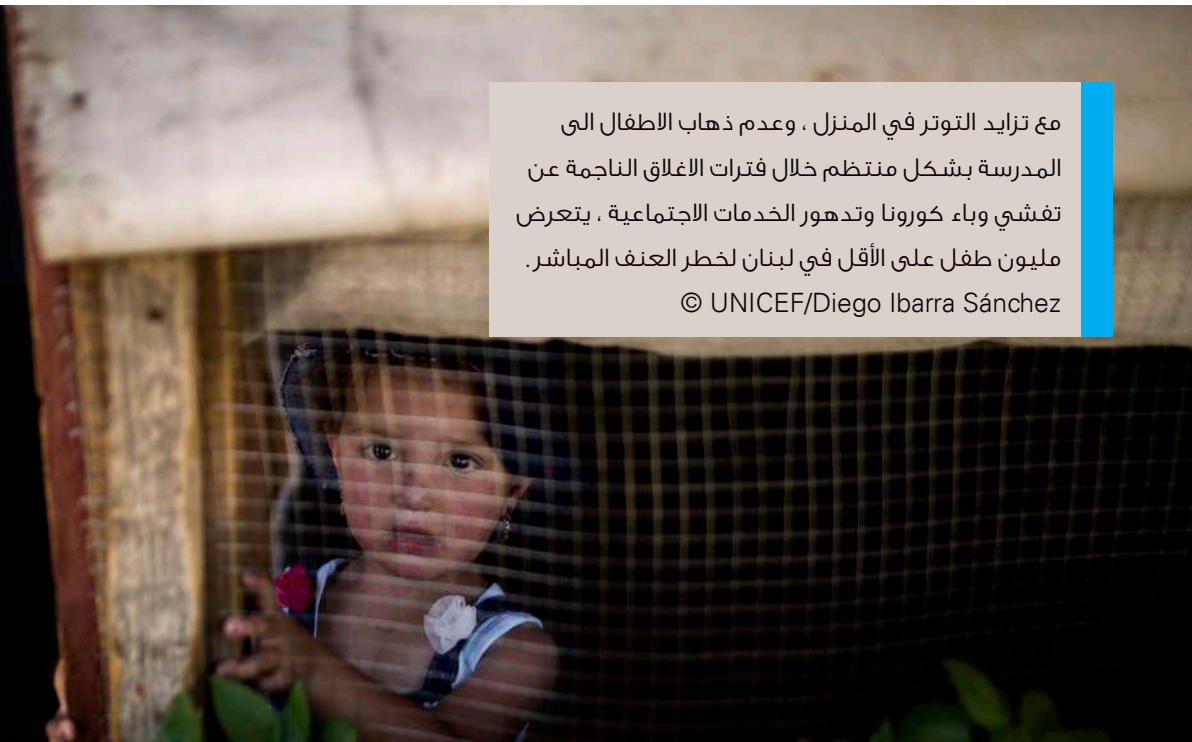 مع تزايد التوتر في المنزل ، وعدم ذهاب الاطفال الى
المدرسة بشكل منتظم خلال فترات الاغلاق الناجمة عن
تفشي وباء كورونا وتدهور الخدمات الاجتماعية ، يتعرض
مليون طفل على الأقل في لبنان لخطر العنف المباشر.
© UNICEF/Diego Ibarra Sánchez